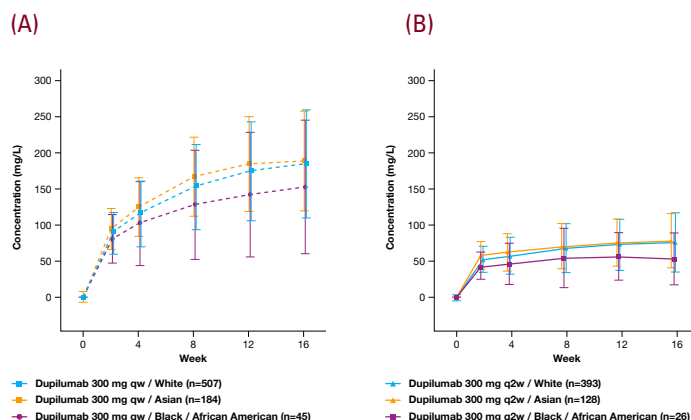 (A)
(B)
300
250
200
150
100
50
0
Concentration (mg/L)
0
4
8
12
16
Week
300
250
200
150
100
50
0
Concentration (mg/L)
0
4
8
12
16
Week
Dupilumab 300 mg qw / White (n=507)
Dupilumab 300 mg qw / Asian (n=184)
Dupilumab 300 mg qw / Black / African American (n=45)
Dupilumab 300 mg q2w / White (n=393)
Dupilumab 300 mg q2w / Asian (n=128)
Dupilumab 300 mg q2w / Black / African American (n=26)